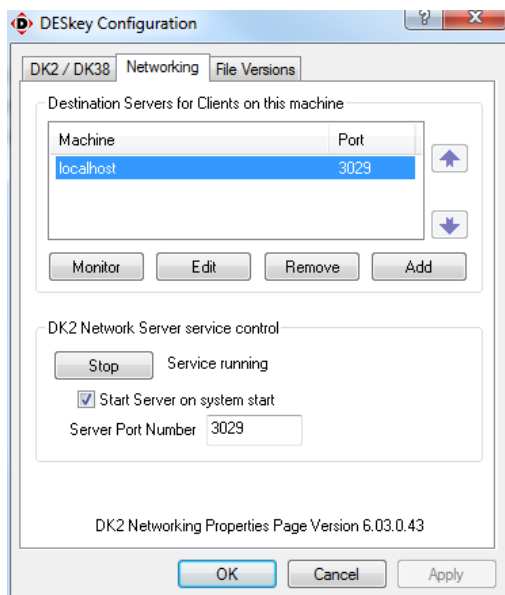 DESkey Configuration
DK2 / DK38 Networking File Versions
Destination Servers for Clients on this machine
Machine Port
localhost 3029
Monitor Edit Remove Add
DK2 Network Server service control
Stop Service running
Start Server on system start
Server Port Number 3029
DK2 Networking Properties Page Version 6.03.0.43
OK Cancel Apply